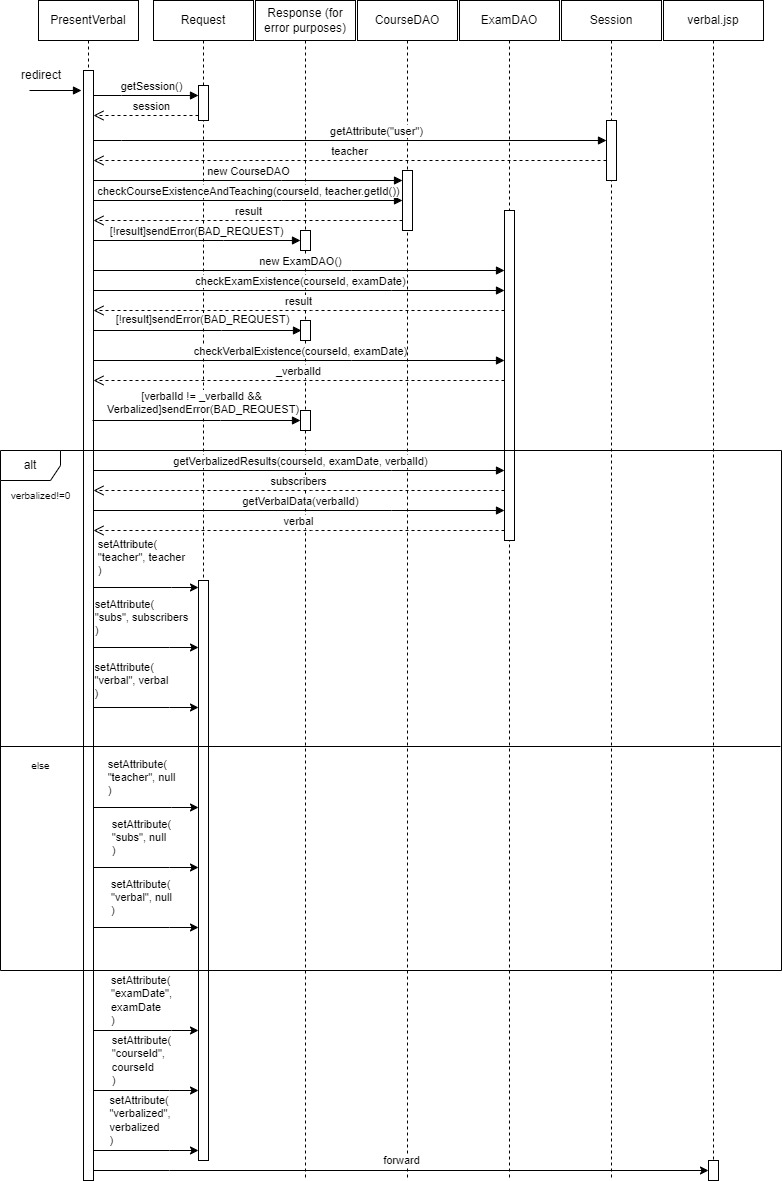 PresentVerbal
Request
Response (for
error purposes)
CourseDAO
ExamDAO
Session
verbal.jsp
redirect
getSession()
session
getAttribute("user")
teacher
new CourseDAO
checkCourseExistenceAndTeaching(courseId, teacher.getId())
result
[!result]sendError(BAD_REQUEST)
new ExamDAO()
checkExamExistence(courseId, examDate)
result
[!result]sendError(BAD_REQUEST)
checkVerbalExistence(courseId, examDate)
_verbalId
[verbalId != _verbalId &&
Verbalized]sendError(BAD_REQUEST)
alt
getVerbalizedResults(courseId, examDate, verbalId)
subscribers
verbalized!=0
getVerbalData(verbalId)
verbal
setAttribute(
"teacher", teacher
)
setAttribute(
"subs", subscribers
)
setAttribute(
"verbal", verbal
)
else
setAttribute(
"teacher", null
)
setAttribute(
"subs", null
)
setAttribute(
"verbal", null
)
setAttribute(
"examDate",
examDate
)
setAttribute(
"courseId",
courseId
)
setAttribute(
"verbalized",
verbalized
)
forward